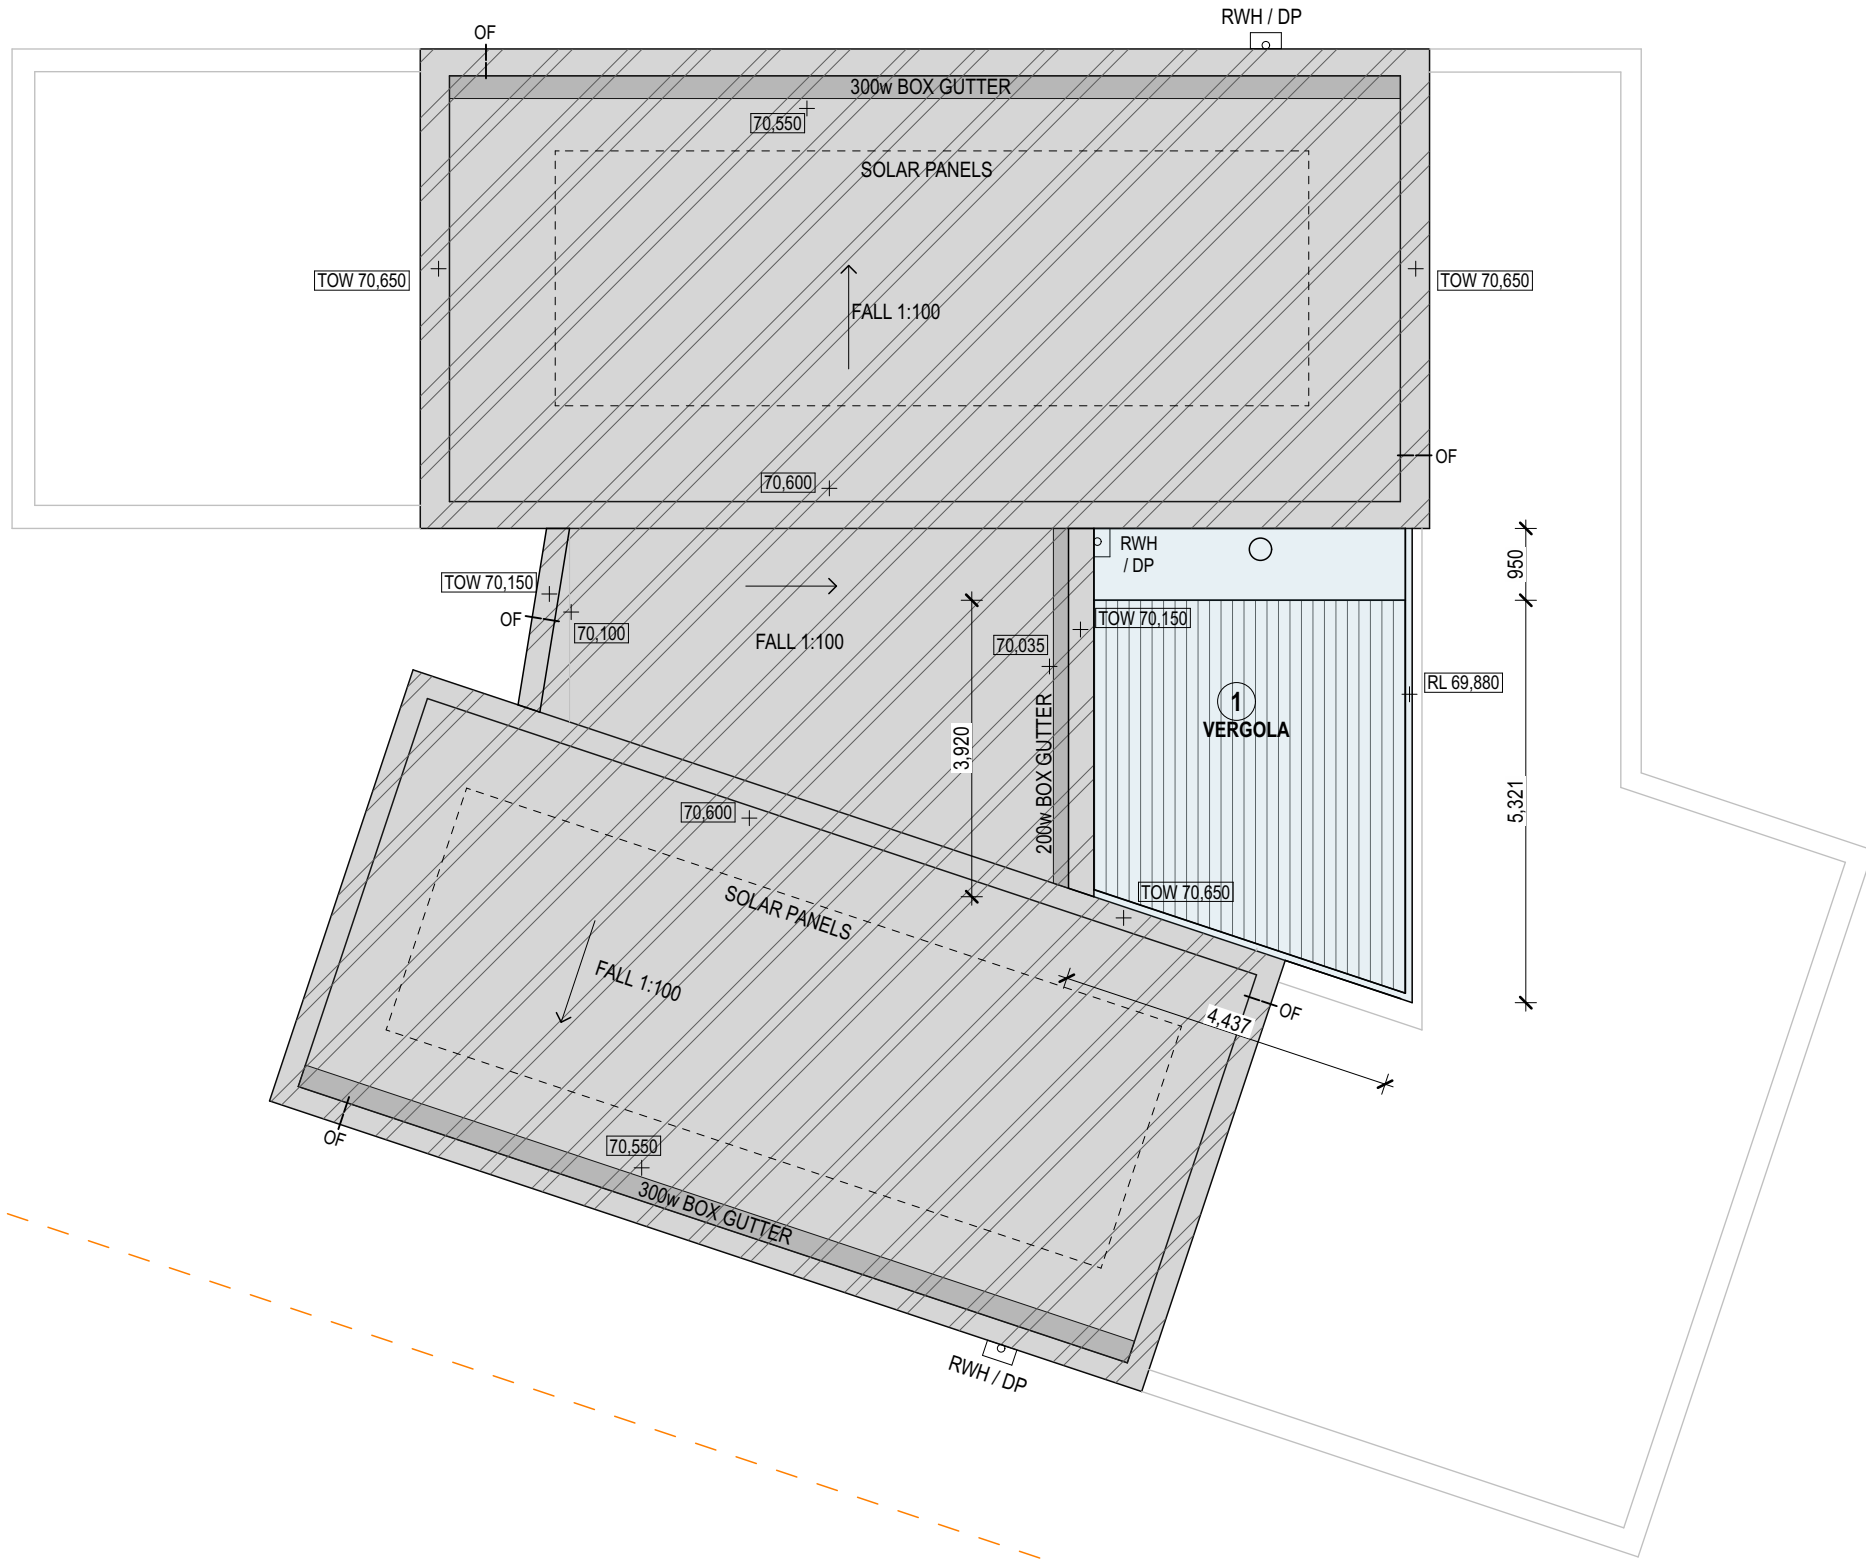 RWH / DP
OF
300w BOX GUTTER
70,550
SOLAR PANELS
TOW 70,650
TOW 70,650
FALL 1:100
OF
70,600
RWH
/ DP
950
TOW 70,150
OF
70,100
FALL 1:100
TOW 70,150
70,035
RL 69,880
1
VERGOLA
200w BOX GUTTER
3,920
5,321
70,600
TOW 70,650
SOLAR PANELS
FALL 1:100
4,437
OF
OF
70,550
300w BOX GUTTER
RWH / DP